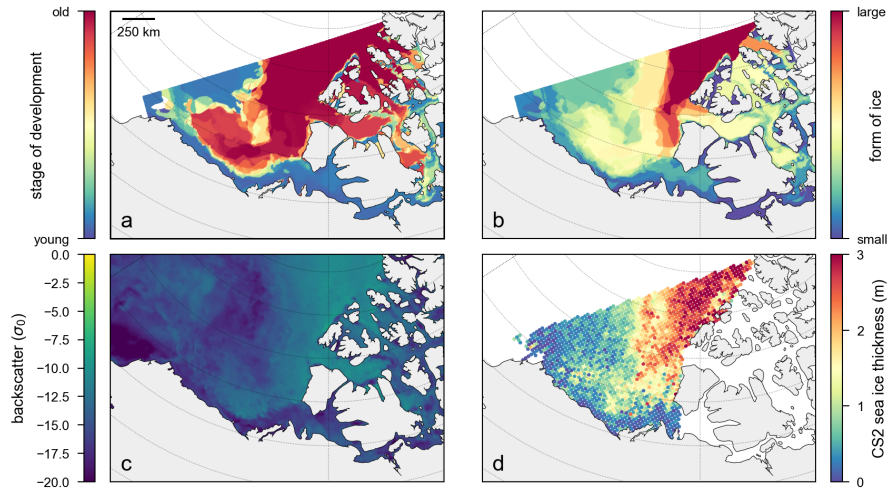 old
250 km
stage of development
young
a
large
form of ice
small
b
0.0
−2.5
−5.0
−7.5
−10.0
−12.5
−15.0
−17.5
−20.0
backscatter (σ0)
c
3
2
1
0
CS2 sea ice thickness (m)
d